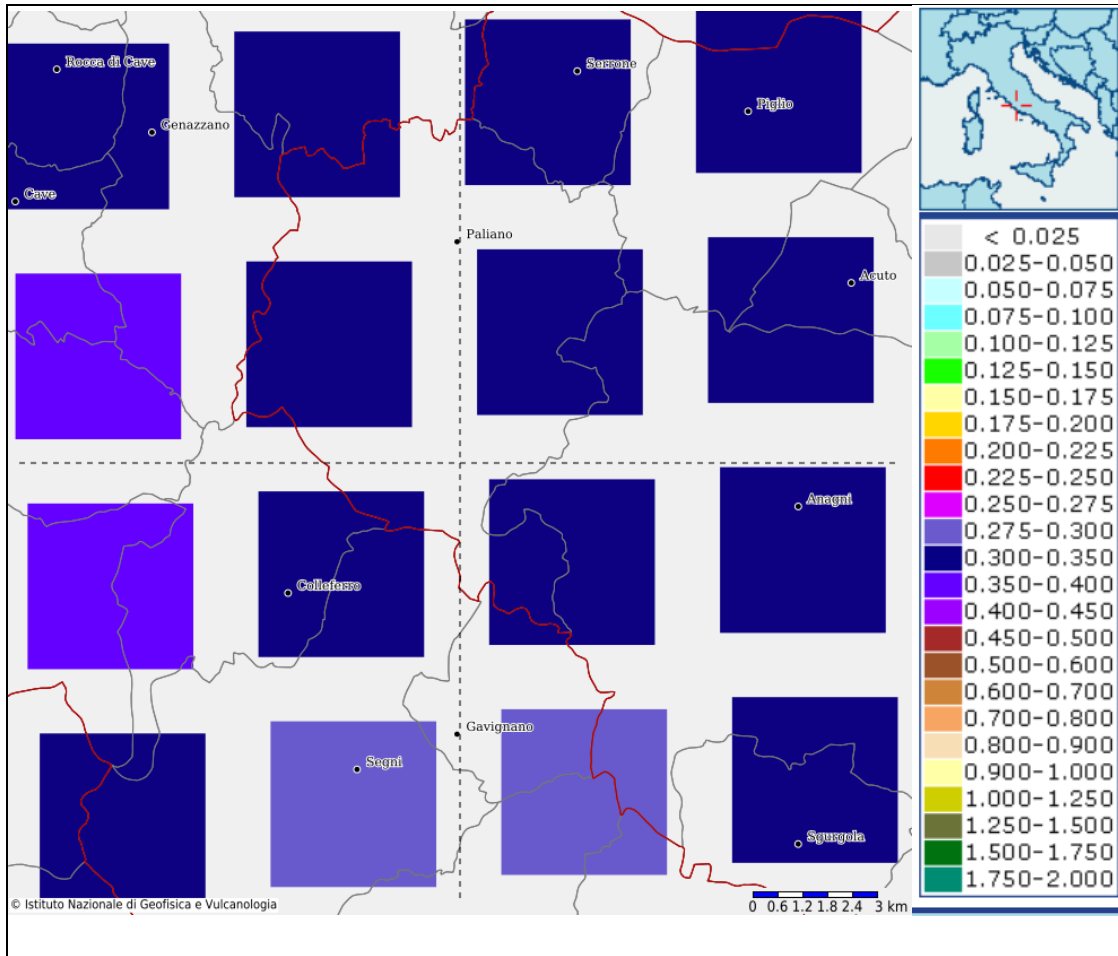 Rocca di Cave
Serrone
Piglio
Genazzano
Cave
Paliano
Acuto
Anagni
Colleferro
Gavignano
Segni
Sgurgola
© Istituto Nazionale di Geofisica e Vulcanologia
0 0.6 1.2 1.8 2.4 3 km
< 0.025
0.025-0.050
0.050-0.075
0.075-0.100
0.100-0.125
0.125-0.150
0.150-0.175
0.175-0.200
0.200-0.225
0.225-0.250
0.250-0.275
0.275-0.300
0.300-0.350
0.350-0.400
0.400-0.450
0.450-0.500
0.500-0.600
0.600-0.700
0.700-0.800
0.800-0.900
0.900-1.000
1.000-1.250
1.250-1.500
1.500-1.750
1.750-2.000